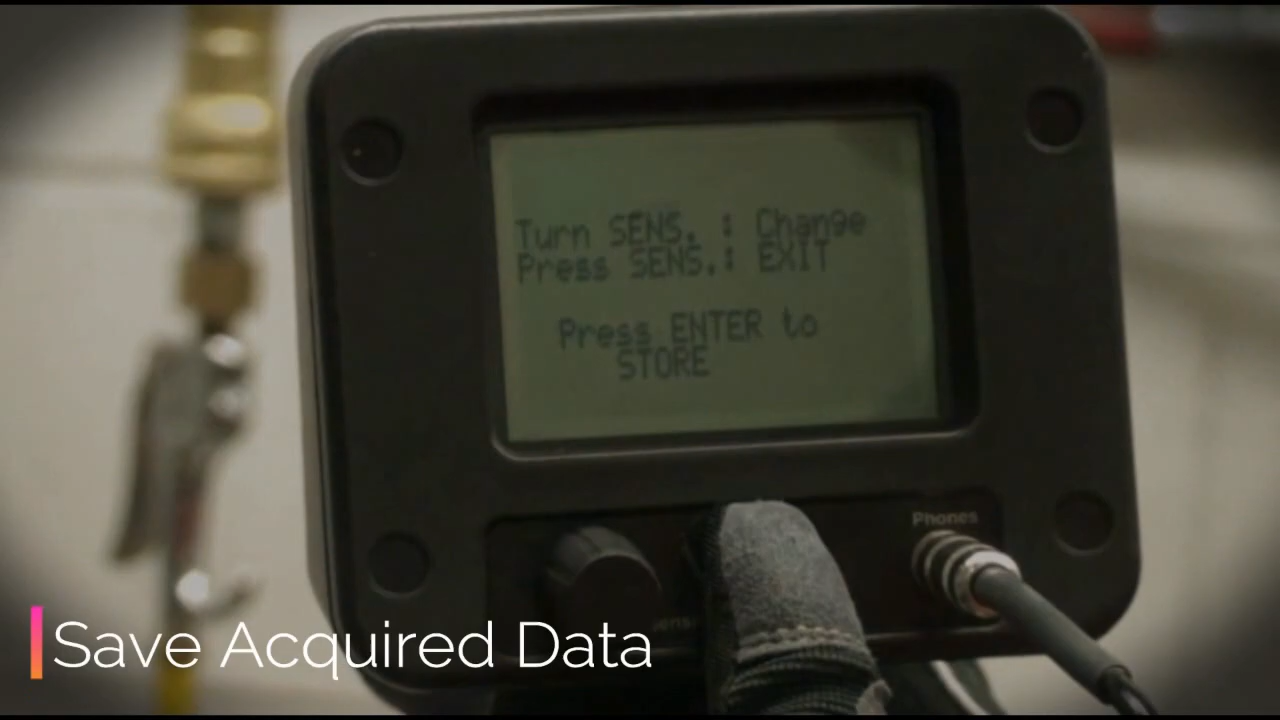 Turn SENS. : Change
Press SENS.: EXIT
Press ENTER to
STORE
Phones
Save Acquired Data